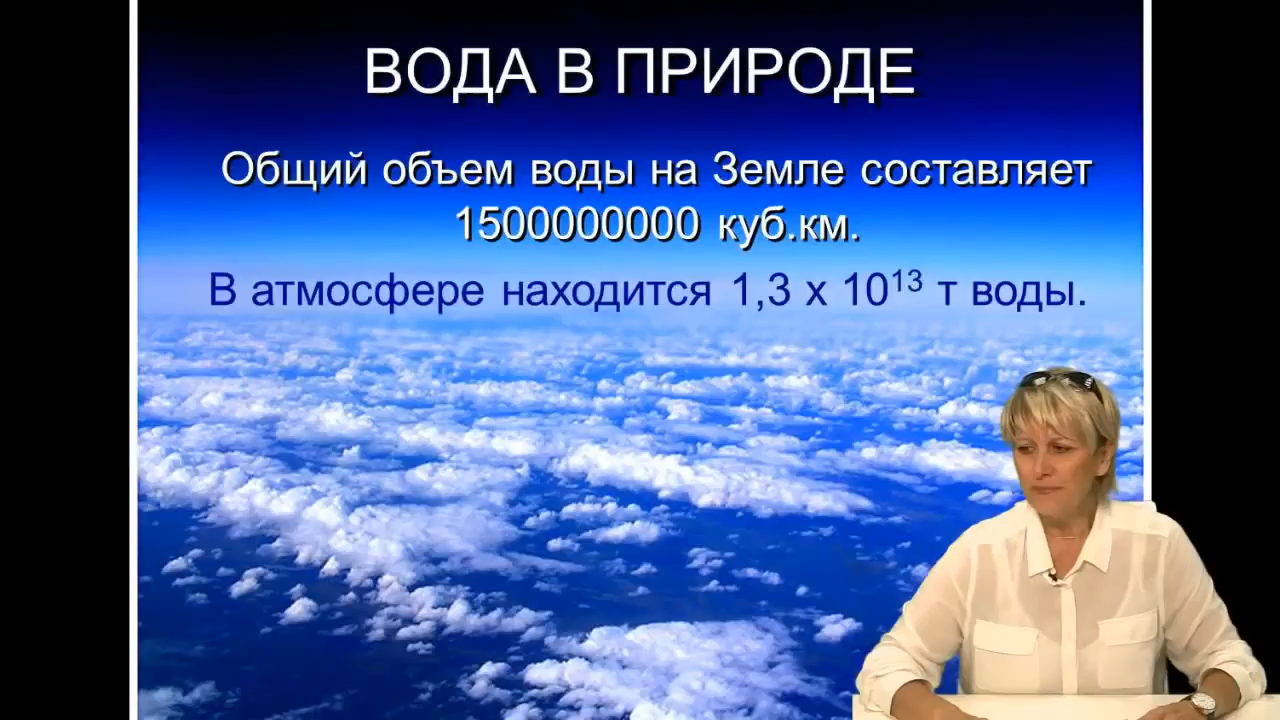 ВОДА В ПРИРОДЕ
Общий объем воды на Земле составляет
1500000000 куб.км.
В атмосфере находится 1,3 х 10¹³ т воды.